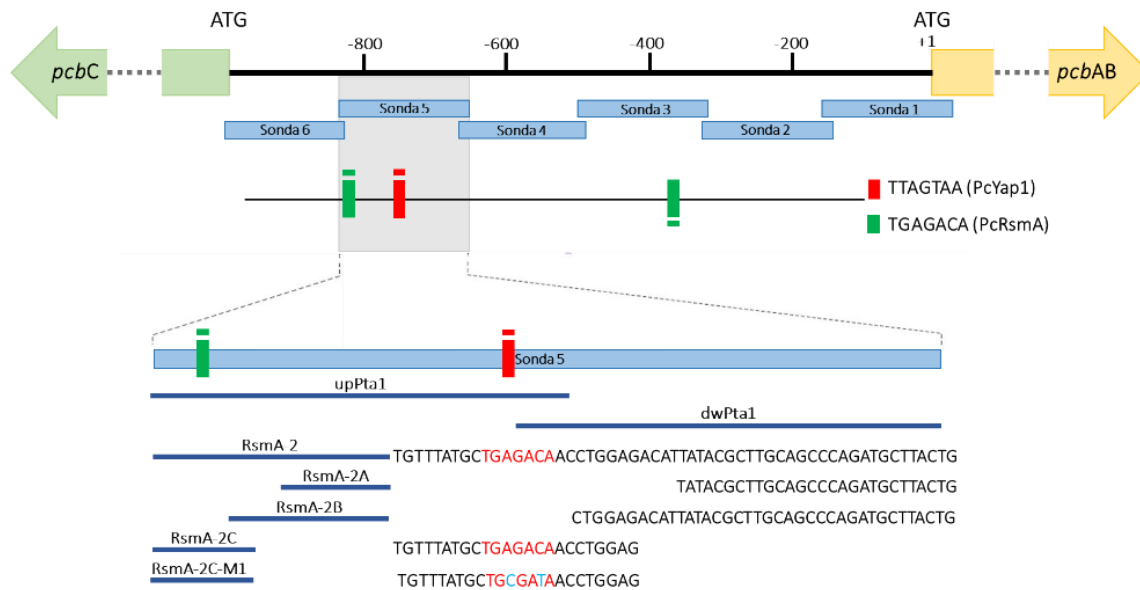 ATG ATG
-800 -600 -400 -200 +1
pcbC pcbAB
Sonda 5 Sonda 3 Sonda 1
Sonda 6 Sonda 4 Sonda 2
TTAGTAA (PcYap1)
TGAGACA (PcRsmA)
Sonda 5
upPta1
dwPta1
RsmA-2 TGTTTATGCTGAGACAACCTGGAGACATTATACGCTTGCAGCCCAGATGCTTACTG
RsmA-2A TATACGCTTGCAGCCCAGATGCTTACTG
RsmA-2B CTGGAGACATTATACGCTTGCAGCCCAGATGCTTACTG
RsmA-2C TGTTTATGCTGAGACAACCTGGAG
RsmA-2C-M1 TGTTTATGCTGCGATAACCTGGAG